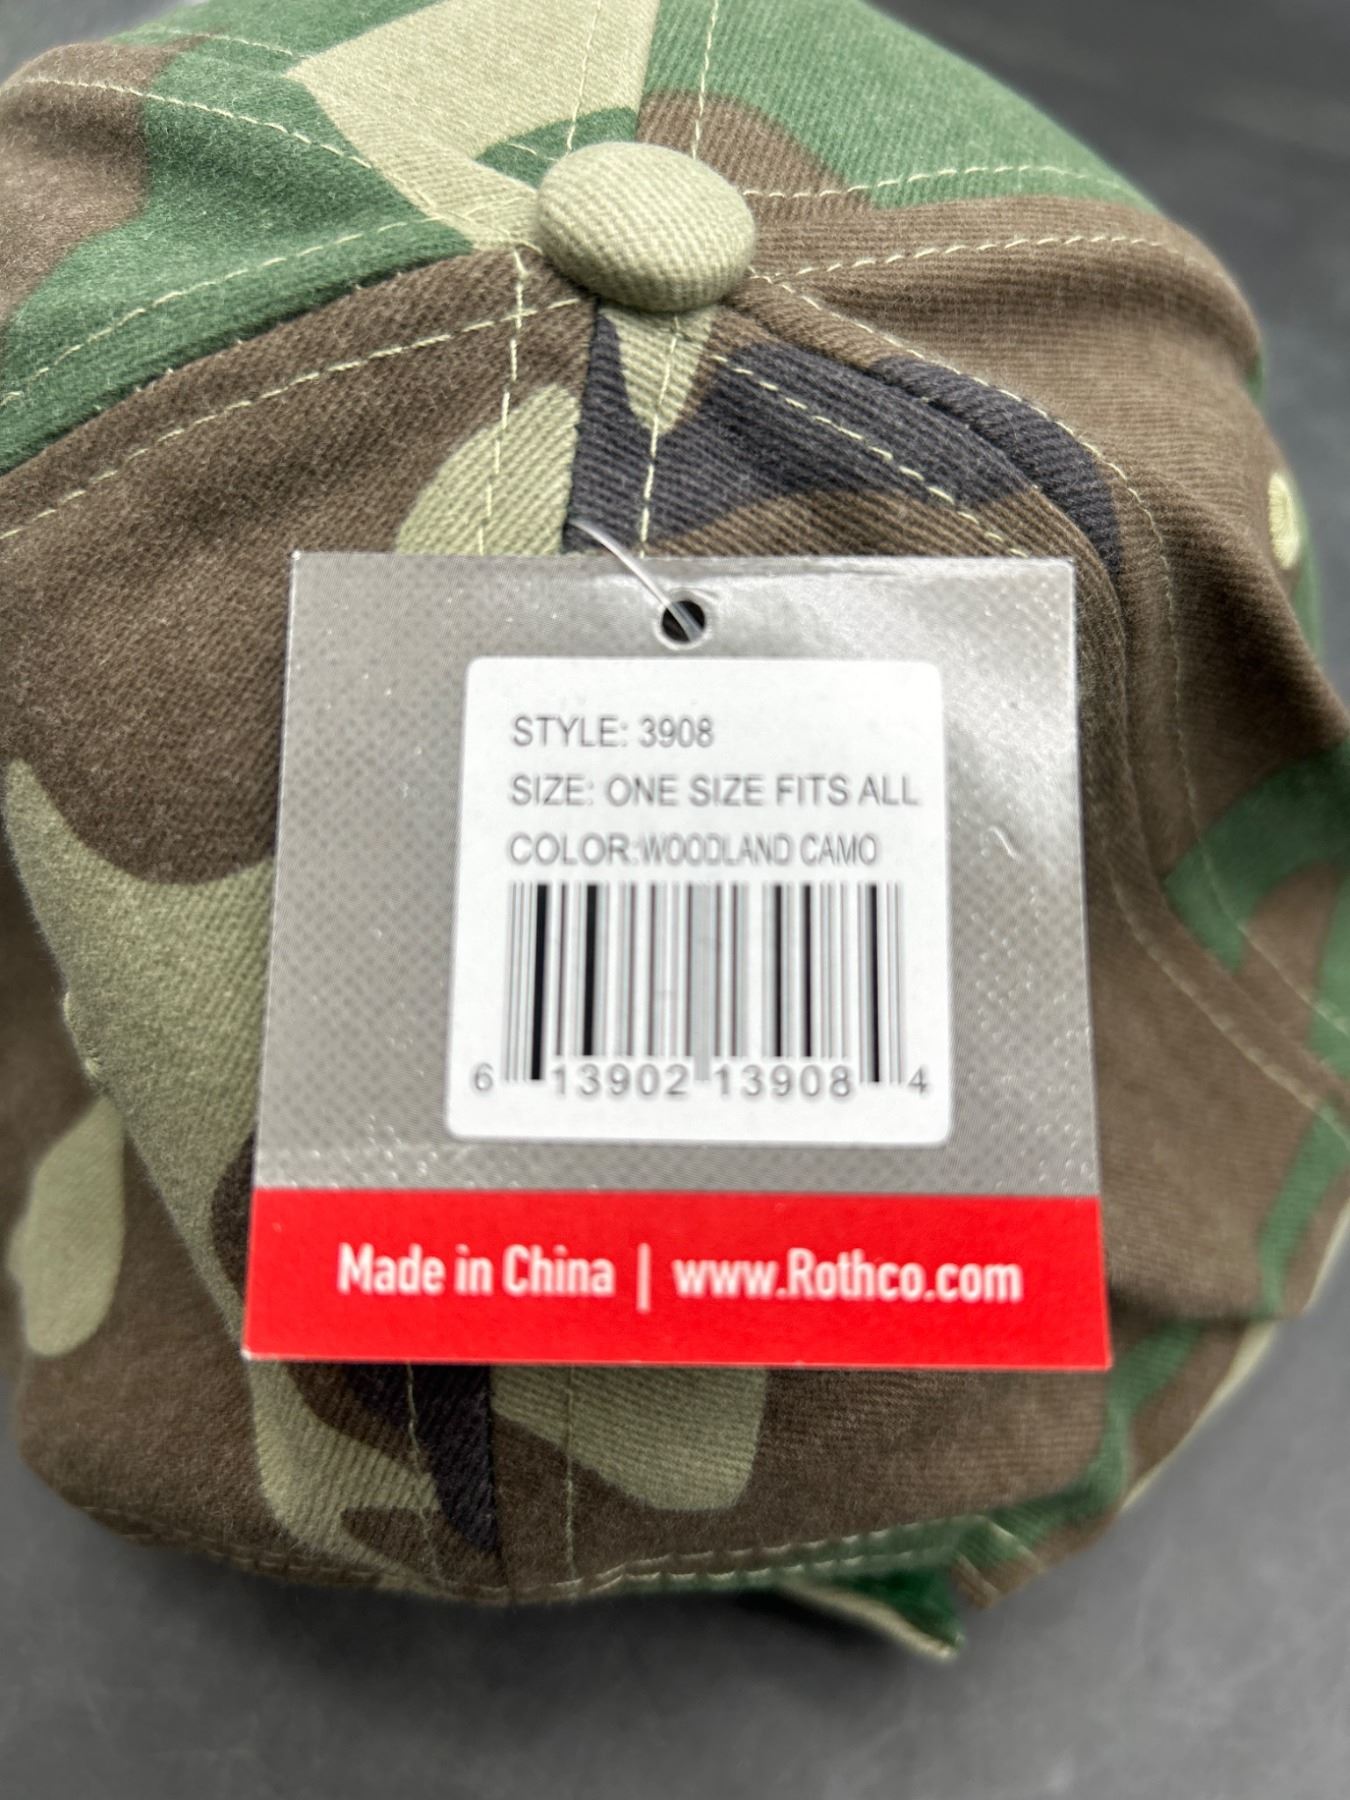 STYLE: 3908
SIZE: ONE SIZE FITS ALL
COLOR:WOODLAND CAMO
6 13902 13908 4
Made in China | www.Rothco.com